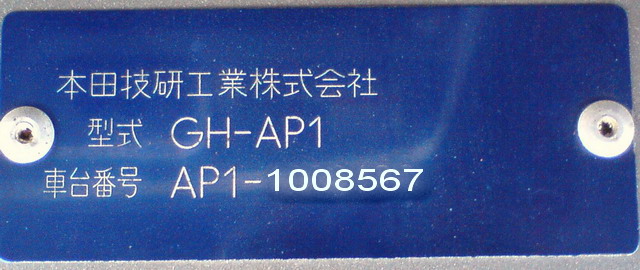 本田技研工業株式会社
型式 GH-AP1
車台番号 AP1-1008567